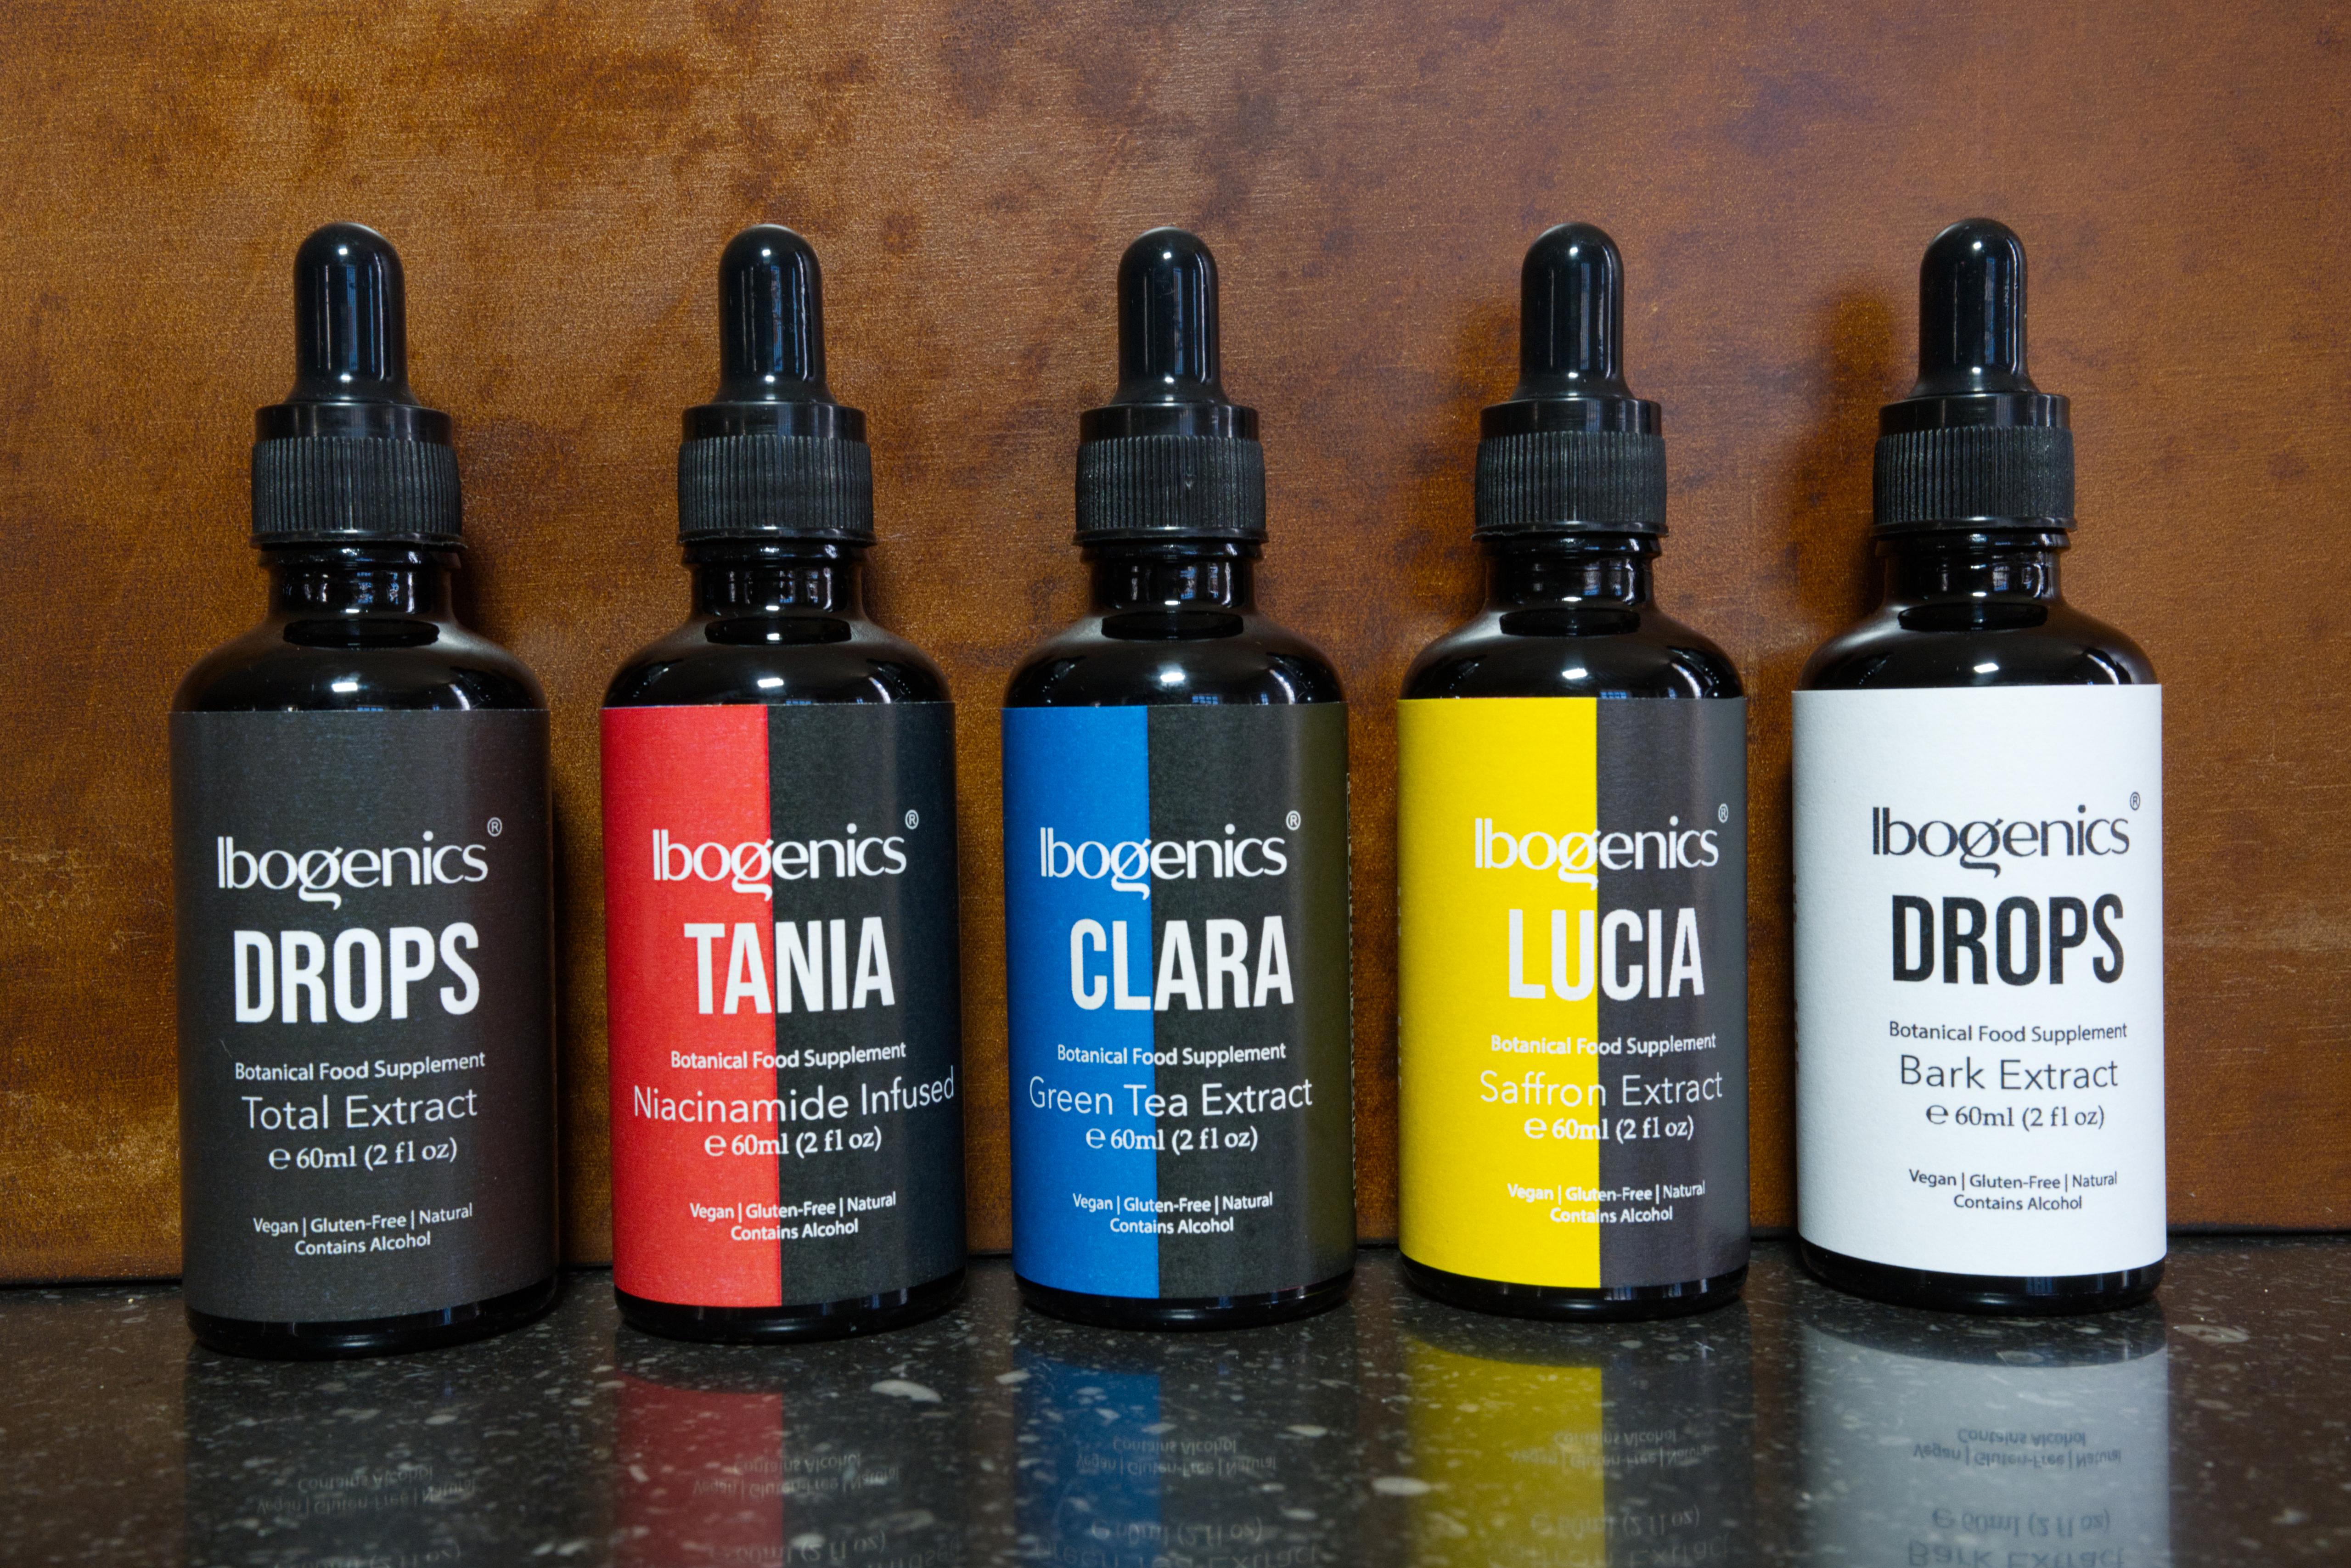 Ibogenics®
DROPS
Botanical Food Supplement
Total Extract
℮ 60ml (2 fl oz)
Vegan | Gluten-Free | Natural
Contains Alcohol
Ibogenics®
TANIA
Botanical Food Supplement
Niacinamide Infused
℮ 60ml (2 fl oz)
Vegan | Gluten-Free | Natural
Contains Alcohol
Ibogenics®
CLARA
Botanical Food Supplement
Green Tea Extract
℮ 60ml (2 fl oz)
Vegan | Gluten-Free | Natural
Contains Alcohol
Ibogenics®
LUCIA
Botanical Food Supplement
Saffron Extract
℮ 60ml (2 fl oz)
Vegan | Gluten-Free | Natural
Contains Alcohol
Ibogenics®
DROPS
Botanical Food Supplement
Bark Extract
℮ 60ml (2 fl oz)
Vegan | Gluten-Free | Natural
Contains Alcohol